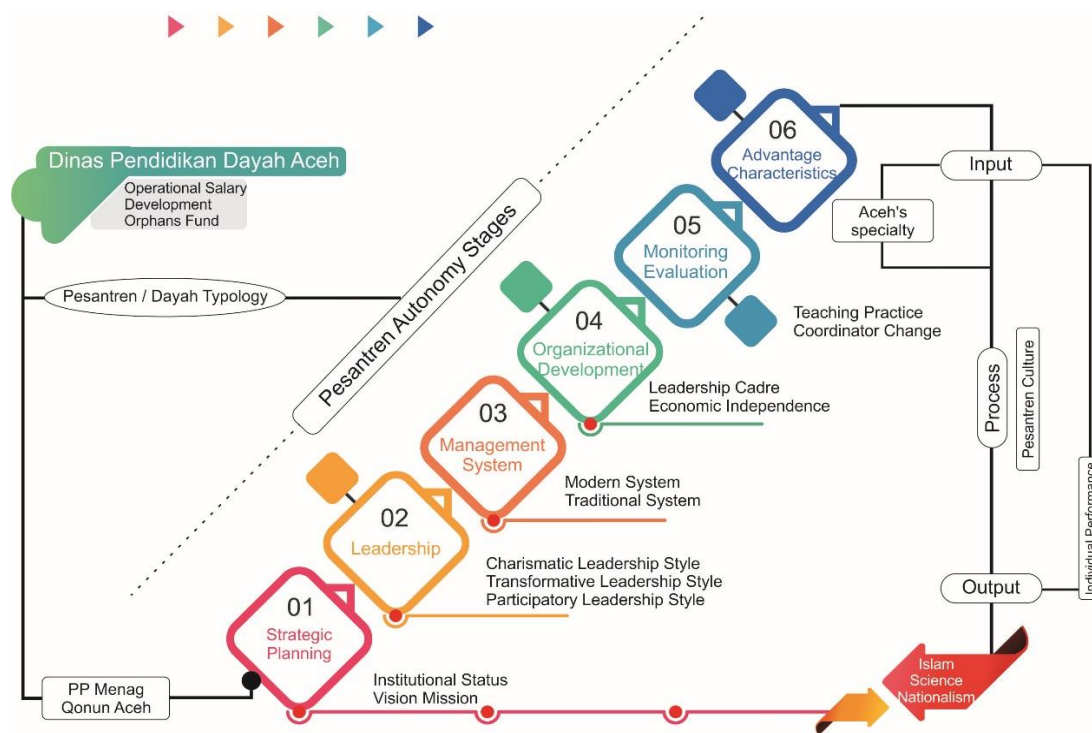 Dinas Pendidikan Dayah Aceh
Operational Salary
Development
Orphans Fund
Pesantren / Dayah Typology
Pesantren Autonomy Stages
06
Advantage
Characteristics
Input
Aceh's
specialty
05
Monitoring
Evaluation
Teaching Practice
Coordinator Change
04
Organizational
Development
Leadership Cadre
Economic Independence
Process
Pesantren Culture
Individual Performance
03
Management
System
Modern System
Traditional System
02
Leadership
Charismatic Leadership Style
Transformative Leadership Style
Participatory Leadership Style
Output
01
Strategic
Planning
Institutional Status
Vision Mission
PP Menag
Qonun Aceh
Islam
Science
Nationalism